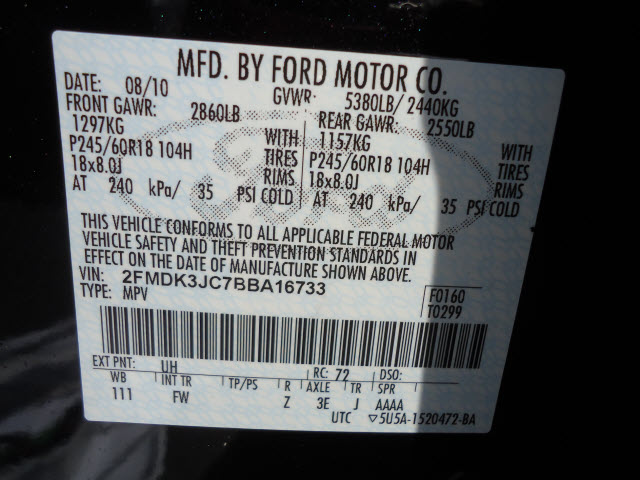 MFD. BY FORD MOTOR CO.
DATE: 08/10 GVWR: 5380LB/ 2440KG
FRONT GAWR: 2860LB REAR GAWR: 2550LB
1297KG WITH 1157KG WITH
P245/60R18 104H TIRES P245/60R18 104H TIRES
18x8.0J RIMS 18x8.0J RIMS
AT 240 kPa/ 35 PSI COLD AT 240 kPa/ 35 PSI COLD
THIS VEHICLE CONFORMS TO ALL APPLICABLE FEDERAL MOTOR
VEHICLE SAFETY AND THEFT PREVENTION STANDARDS IN
EFFECT ON THE DATE OF MANUFACTURE SHOWN ABOVE.
VIN: 2FMDK3JC7BBA16733
TYPE: MPV F0160
T0299
EXT PNT: UH RC: 72 DSO:
WB INT TR TP/PS R AXLE TR SPR
111 FW Z 3E J AAAA
UTC ▽5U5A-1520472-BA
Ford